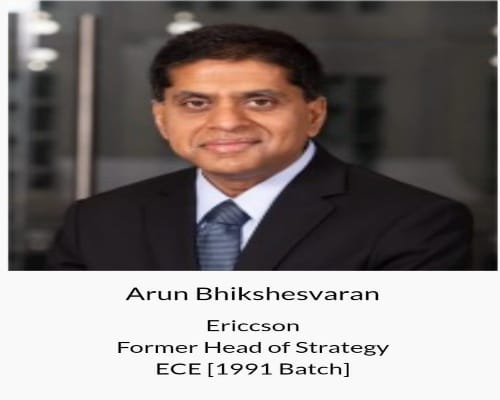 Arun Bhikshesvaran
Ericcson
Former Head of Strategy
ECE [1991 Batch]